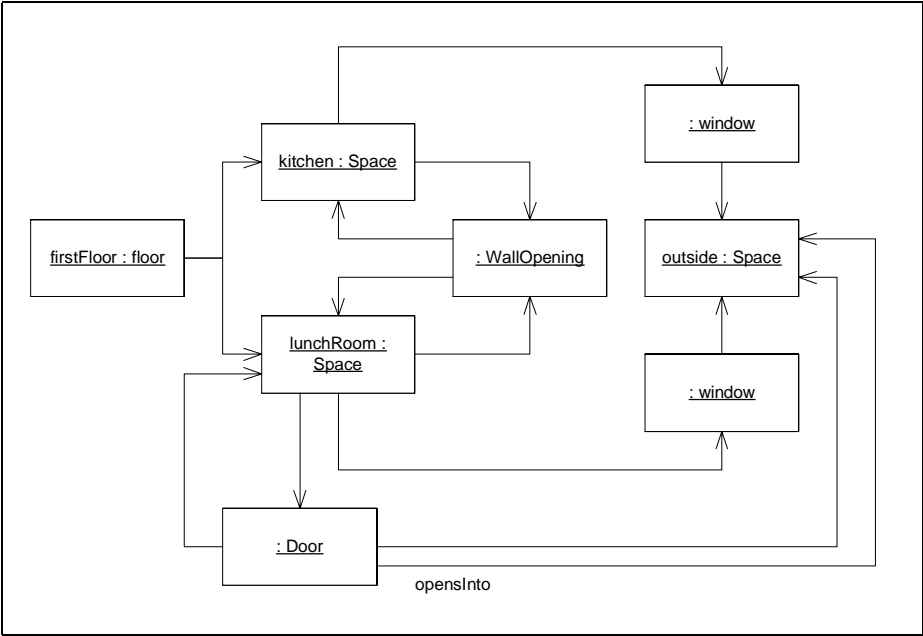 : window
kitchen : Space
firstFloor : floor
: WallOpening
outside : Space
lunchRoom :
Space
: window
: Door
opensInto